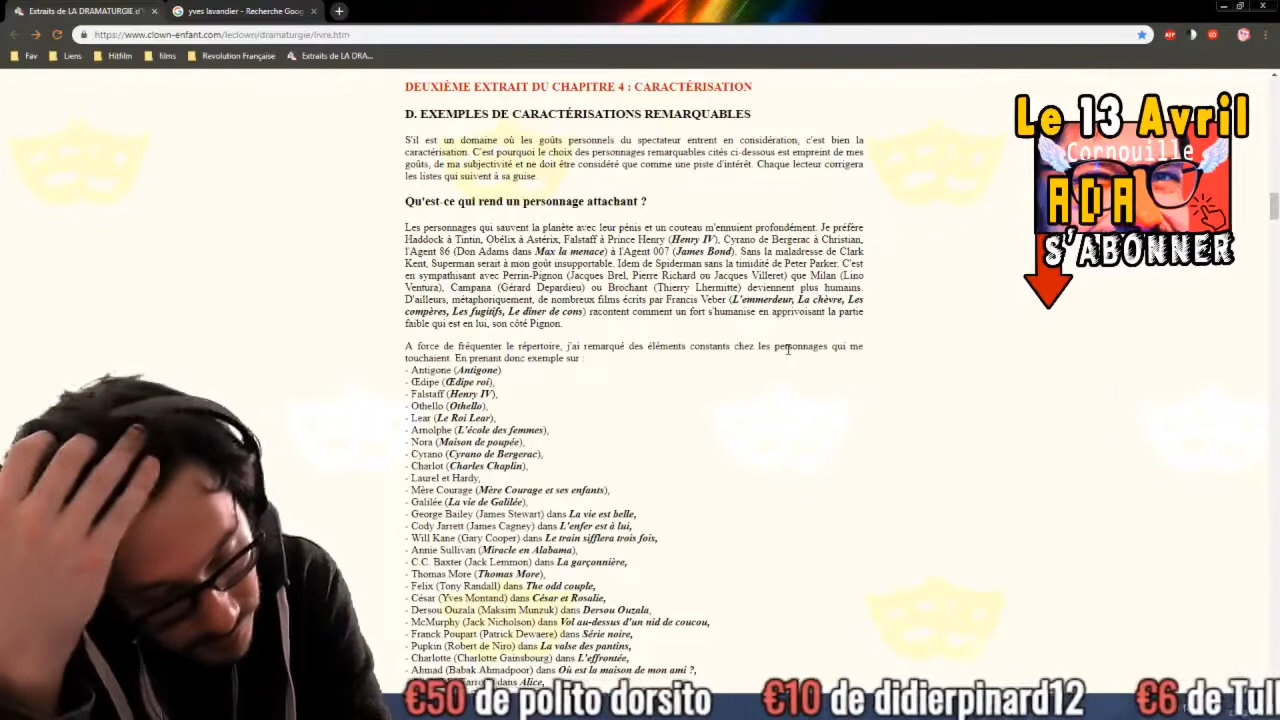 Extraits de LA DRAMATURGIE d'
yves lavandier - Recherche Goog
https://www.clown-enfant.com/leclown/dramaturgie/livre.htm
Fav
Liens
Hitfilm
films
Revolution Française
Extraits de LA DRA...
DEUXIÈME EXTRAIT DU CHAPITRE 4 : CARACTÉRISATION
D. EXEMPLES DE CARACTÉRISATIONS REMARQUABLES
S'il est un domaine où les goûts personnels du spectateur entrent en considération, c'est bien la
caractérisation. C'est pourquoi le choix des personnages remarquables cités ci-dessous est empreint de mes
goûts, de ma subjectivité et ne doit être considéré que comme une piste d'intérêt. Chaque lecteur corrigera
les listes qui suivent à sa guise.
Qu'est-ce qui rend un personnage attachant ?
Les personnages qui sauvent la planète avec leur pénis et un couteau m'ennuient profondément. Je préfère
Haddock à Tintin, Obélix à Astérix, Falstaff à Prince Henry (Henry IV), Cyrano de Bergerac à Christian,
l'Agent 86 (Don Adams dans Max la menace) à l'Agent 007 (James Bond). Sans la maladresse de Clark
Kent, Superman serait à mon goût insupportable. Idem de Spiderman sans la timidité de Peter Parker. C'est
en sympathisant avec Perrin-Pignon (Jacques Brel, Pierre Richard ou Jacques Villeret) que Milan (Lino
Ventura), Campana (Gérard Depardieu) ou Brochant (Thierry Lhermitte) deviennent plus humains.
D'ailleurs, métaphoriquement, de nombreux films écrits par Francis Veber (L'emmerdeur, La chèvre, Les
compères, Les fugitifs, Le dîner de cons) racontent comment un fort s'humanise en apprivoisant la partie
faible qui est en lui, son côté Pignon.
A force de fréquenter le répertoire, j'ai remarqué des éléments constants chez les personnages qui me
touchaient. En prenant donc exemple sur :
- Antigone (Antigone)
- Œdipe (Œdipe roi),
- Falstaff (Henry IV),
- Othello (Othello),
- Lear (Le Roi Lear),
- Arnolphe (L'école des femmes),
- Nora (Maison de poupée),
- Cyrano (Cyrano de Bergerac),
- Charlot (Charles Chaplin),
- Laurel et Hardy,
- Mère Courage (Mère Courage et ses enfants),
- Galilée (La vie de Galilée),
- George Bailey (James Stewart) dans La vie est belle,
- Cody Jarrett (James Cagney) dans L'enfer est à lui,
- Will Kane (Gary Cooper) dans Le train sifflera trois fois,
- Annie Sullivan (Miracle en Alabama),
- C.C. Baxter (Jack Lemmon) dans La garçonnière,
- Thomas More (Thomas More),
- Felix (Tony Randall) dans The odd couple,
- César (Yves Montand) dans César et Rosalie,
- Dersou Ouzala (Maksim Munzuk) dans Dersou Ouzala,
- McMurphy (Jack Nicholson) dans Vol au-dessus d'un nid de coucou,
- Franck Poupart (Patrick Dewaere) dans Série noire,
- Pupkin (Robert de Niro) dans La valse des pantins,
- Charlotte (Charlotte Gainsbourg) dans L'effrontée,
- Ahmad (Babak Ahmadpoor) dans Où est la maison de mon ami ?,
dans Alice,
Le 13 Avril
Cornouille
ADA
S'ABONNER
€50 de polito dorsito €10 de didierpinard12 €6 de Tull